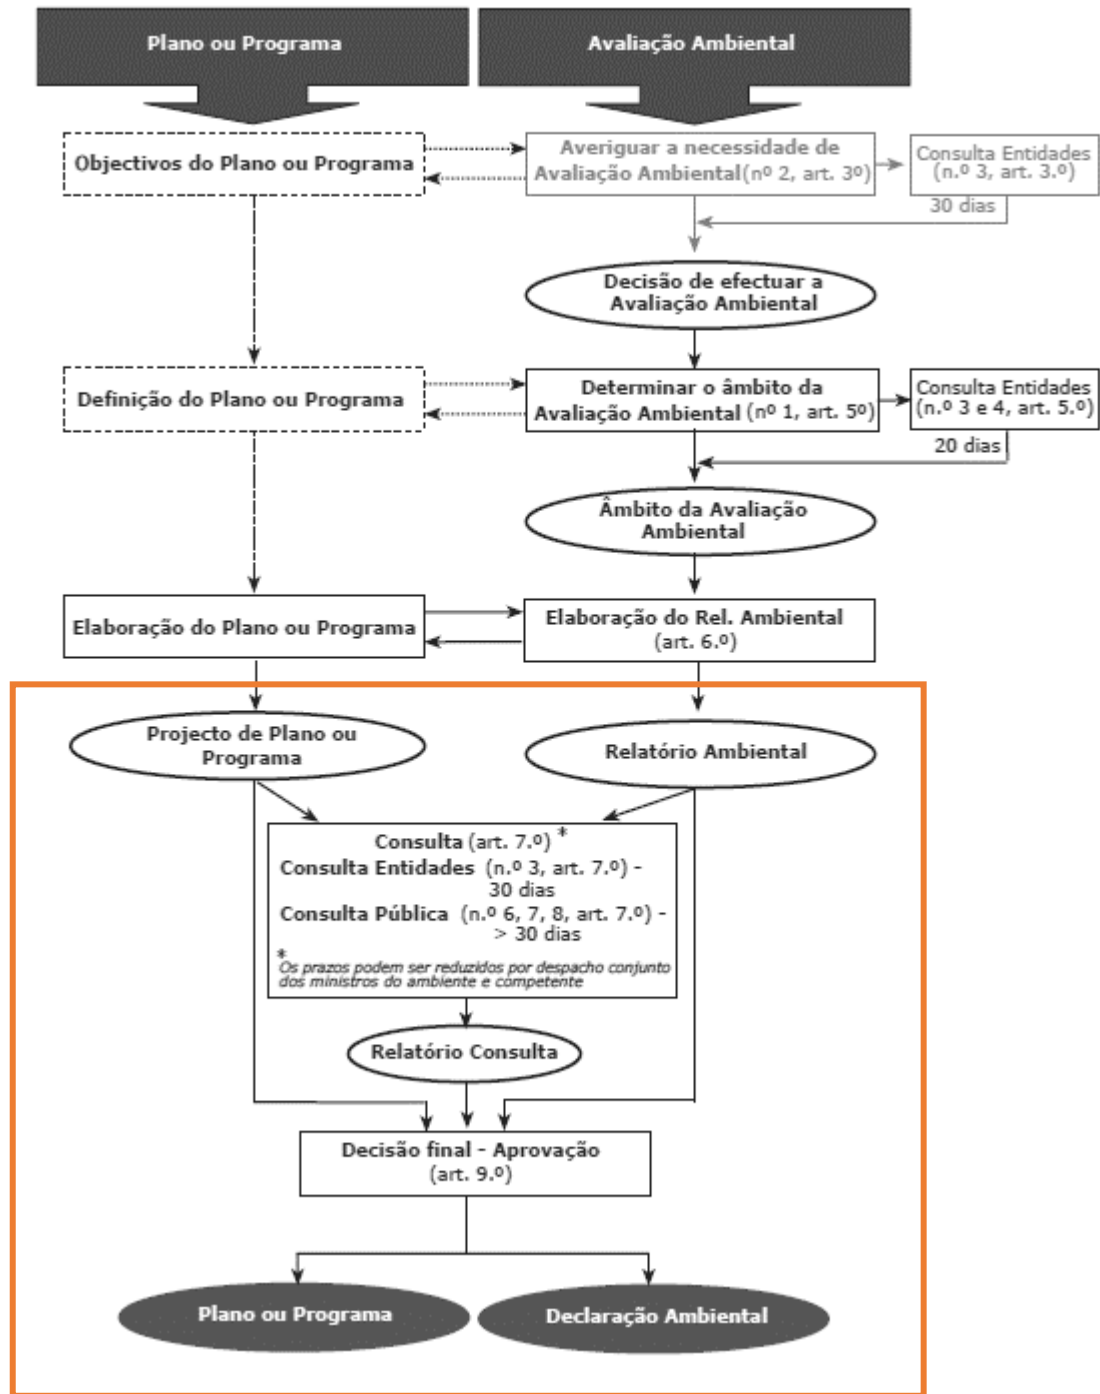 Plano ou Programa
Avaliação Ambiental
Objectivos do Plano ou Programa
Averiguar a necessidade de
Avaliação Ambiental (nº 2, art. 3º)
Consulta Entidades
(n.º 3, art. 3.º)
30 dias
Decisão de efectuar a
Avaliação Ambiental
Definição do Plano ou Programa
Determinar o âmbito da
Avaliação Ambiental (nº 1, art. 5º)
Consulta Entidades
(n.º 3 e 4, art. 5.º)
20 dias
Âmbito da Avaliação
Ambiental
Elaboração do Plano ou Programa
Elaboração do Rel. Ambiental
(art. 6.º)
Projecto de Plano ou
Programa
Relatório Ambiental
Consulta (art. 7.º) *
Consulta Entidades (n.º 3, art. 7.º) -
30 dias
Consulta Pública (n.º 6, 7, 8, art. 7.º) -
> 30 dias
*
Os prazos podem ser reduzidos por despacho conjunto
dos ministros do ambiente e competente
Relatório Consulta
Decisão final - Aprovação
(art. 9.º)
Plano ou Programa
Declaração Ambiental